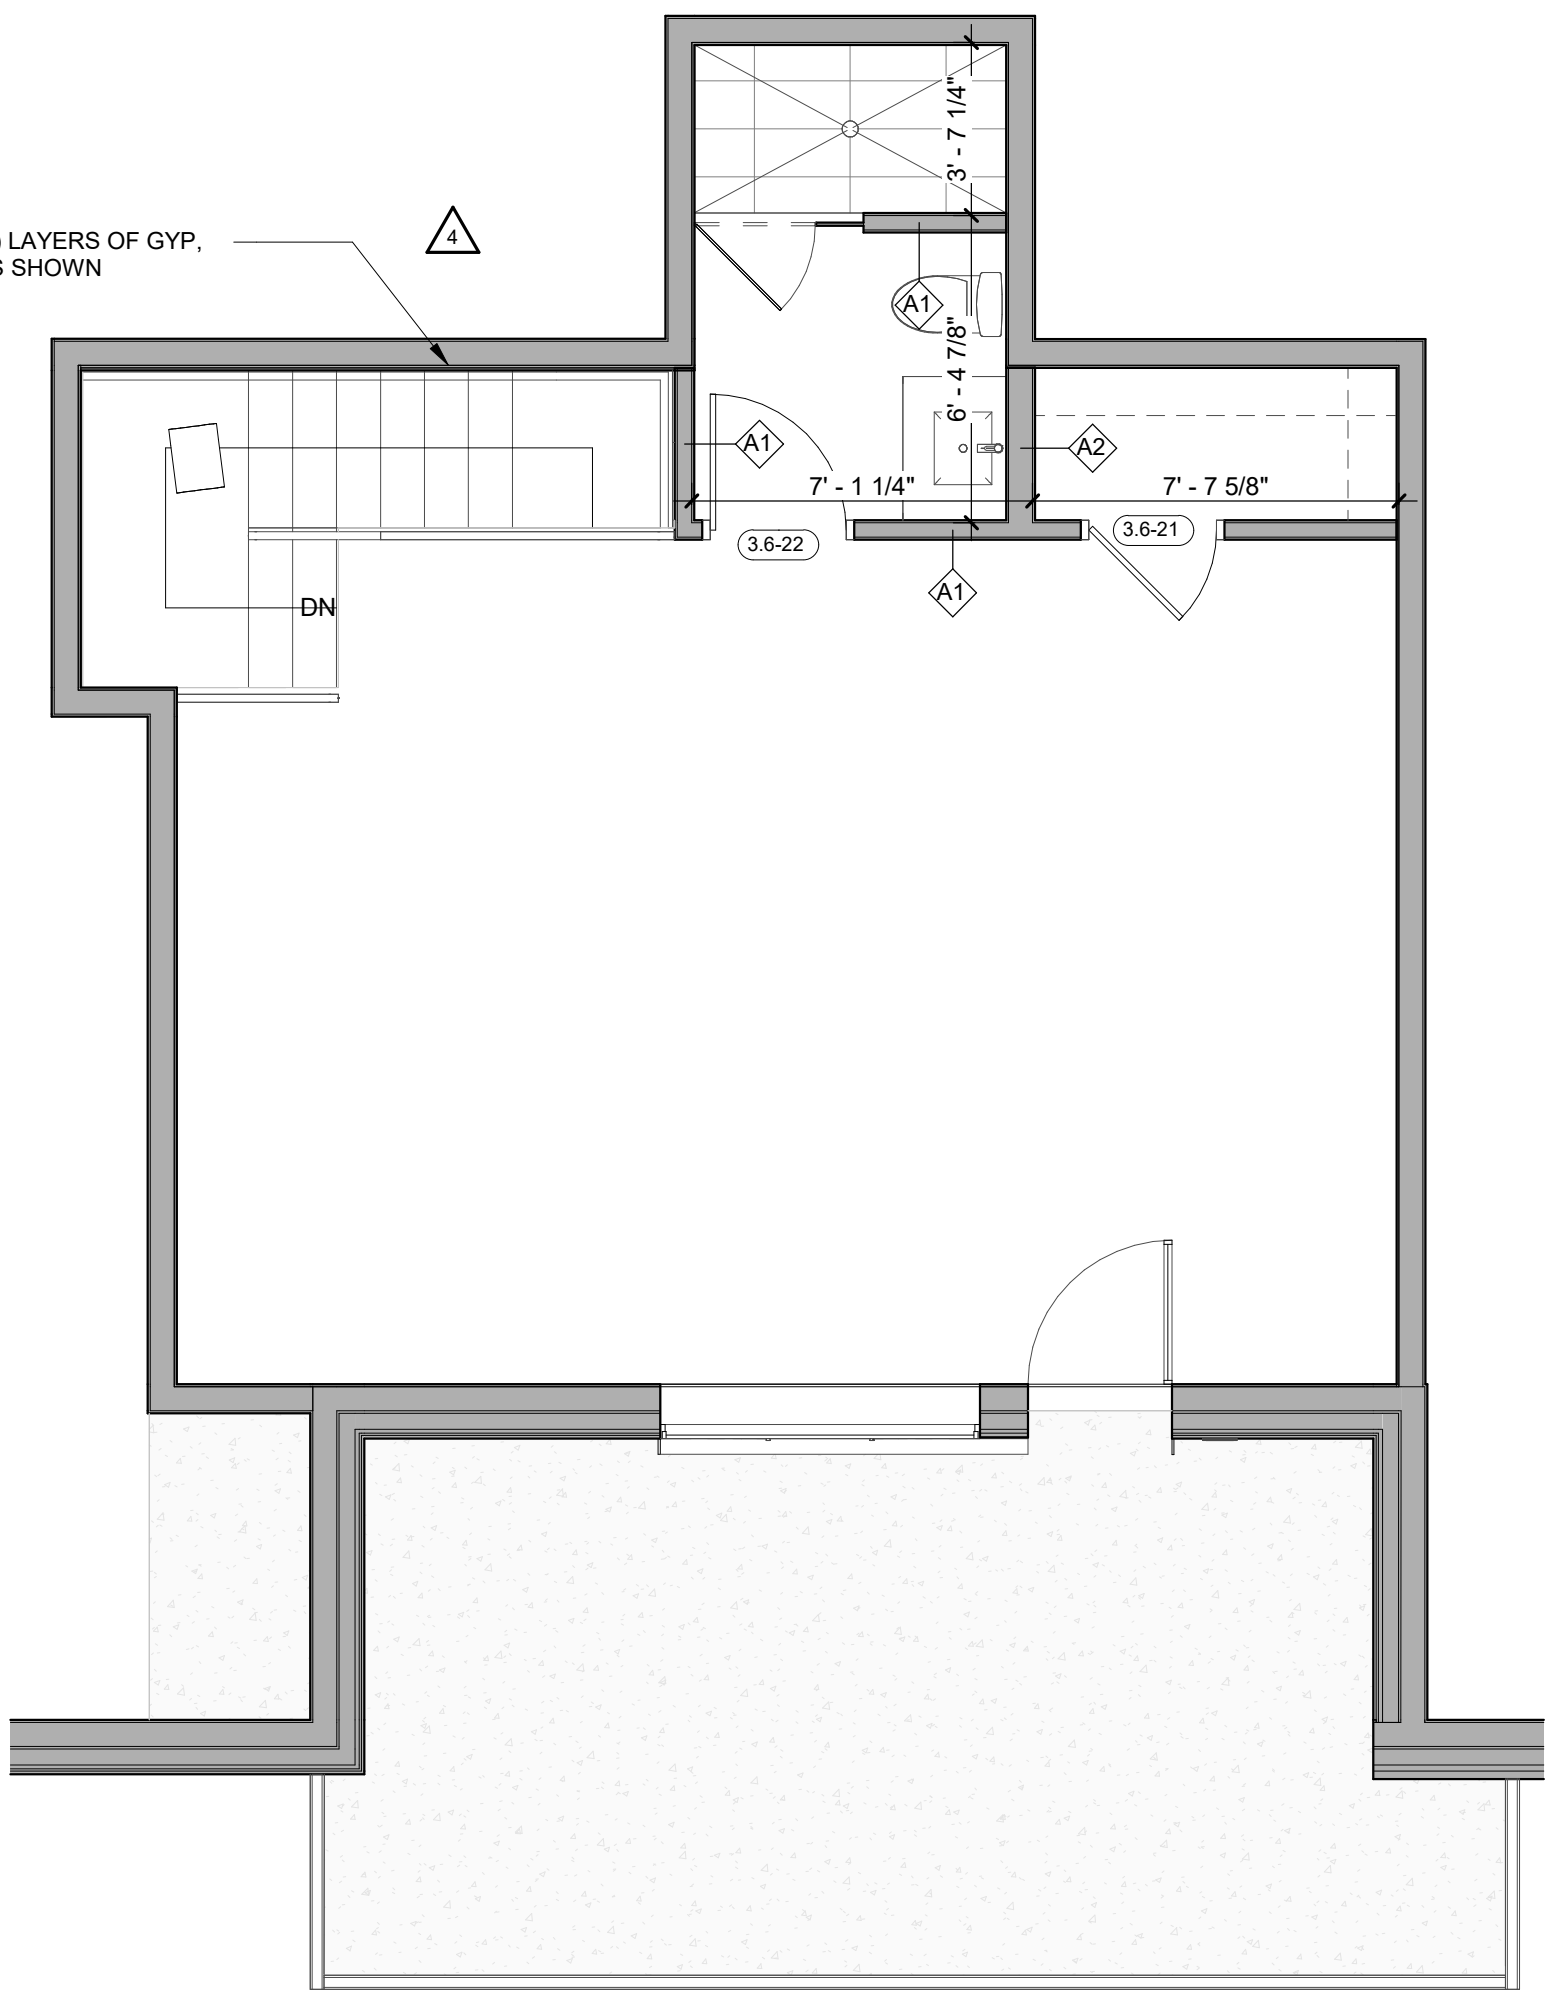 LAYERS OF GYP,
SHOWN
4
3' - 7 1/4"
A1
6' - 4 7/8"
A1
A2
7' - 1 1/4"
7' - 7 5/8"
3.6-22
3.6-21
A1
DN